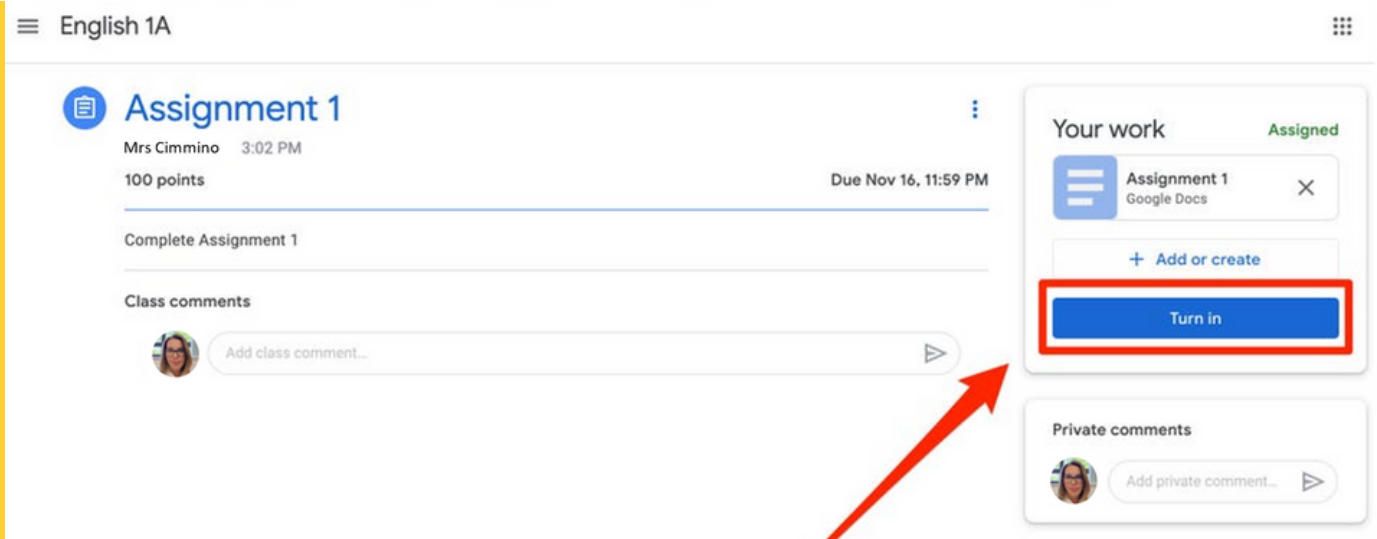 English 1A
Assignment 1
Mrs Cimmino 3:02 PM
100 points Due Nov 16, 11:59 PM
Complete Assignment 1
Class comments
Add class comment...
Your work Assigned
Assignment 1
Google Docs
+ Add or create
Turn in
Private comments
Add private comment...